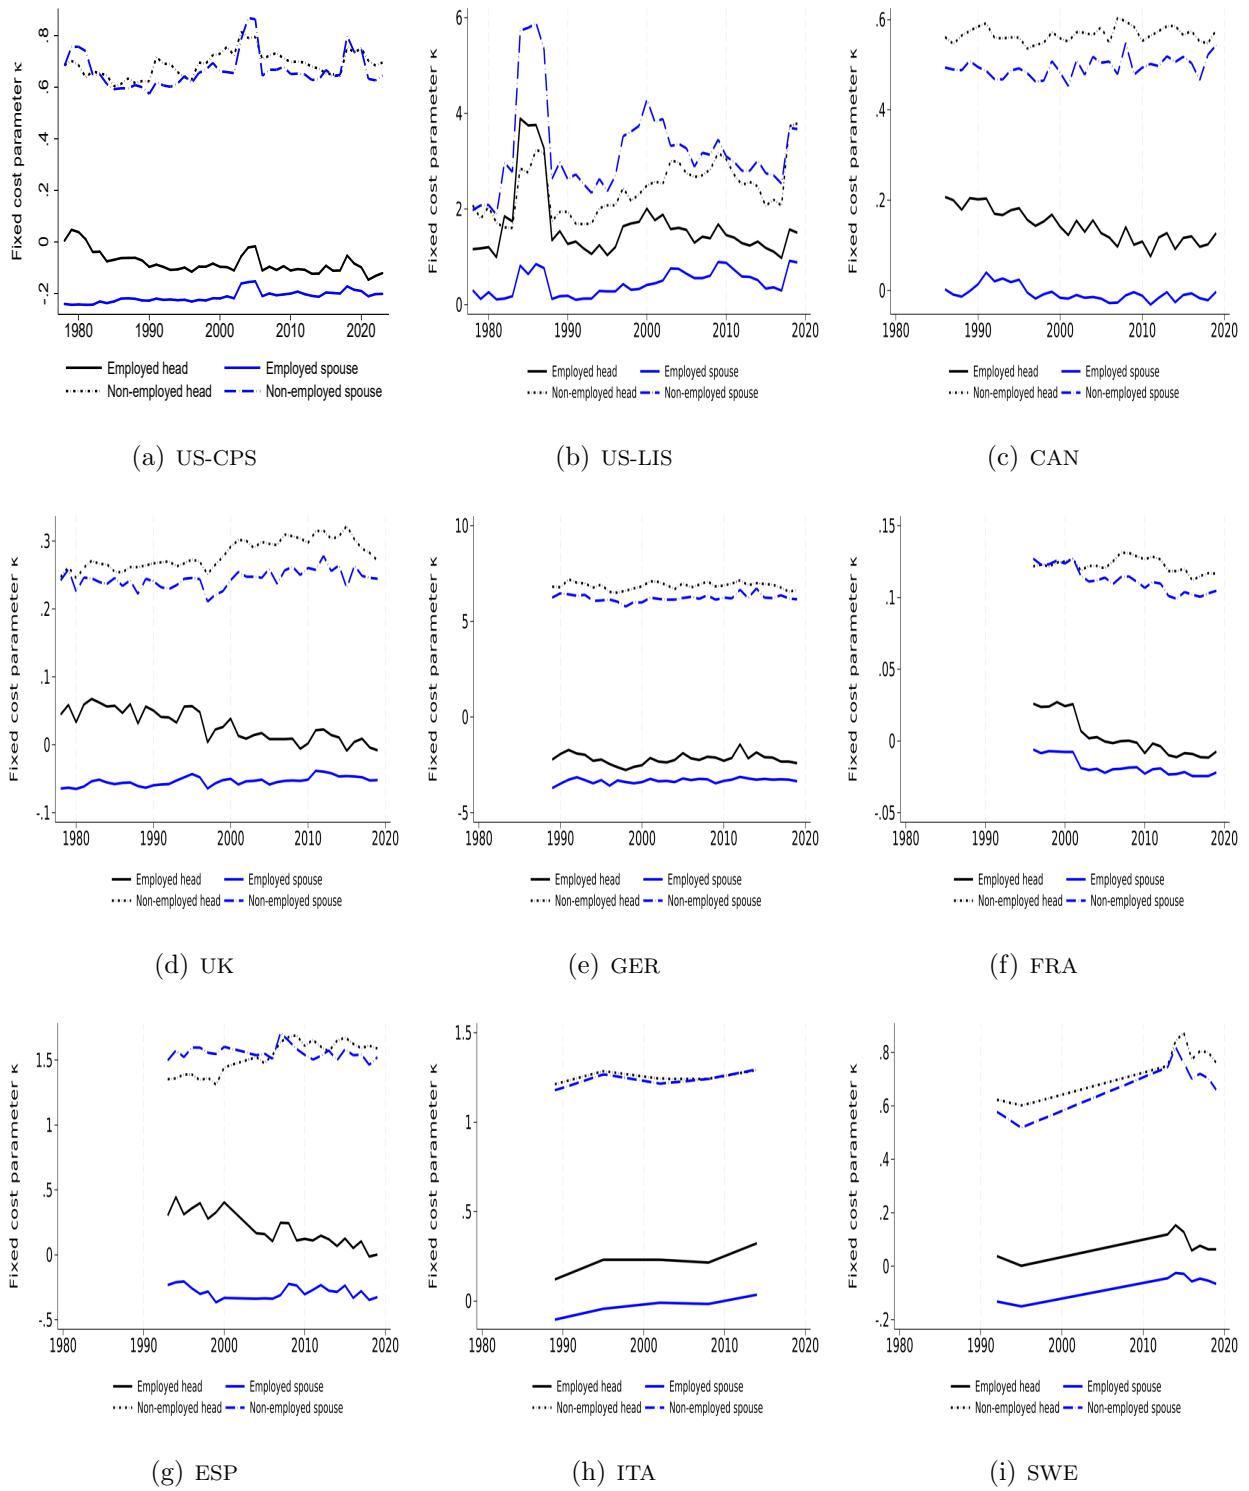 Fixed cost parameter κ
.8
.6
.4
.2
0
-.2
1980 1990 2000 2010 2020
Employed head Employed spouse
Non-employed head Non-employed spouse
(a) US-CPS
Fixed cost parameter κ
6
4
2
0
1980 1990 2000 2010 2020
Employed head Employed spouse
Non-employed head Non-employed spouse
(b) US-LIS
Fixed cost parameter κ
.6
.4
.2
0
1980 1990 2000 2010 2020
Employed head Employed spouse
Non-employed head Non-employed spouse
(c) CAN
Fixed cost parameter κ
.3
.2
.1
0
-.1
1980 1990 2000 2010 2020
Employed head Employed spouse
Non-employed head Non-employed spouse
(d) UK
Fixed cost parameter κ
10
5
0
-5
1980 1990 2000 2010 2020
Employed head Employed spouse
Non-employed head Non-employed spouse
(e) GER
Fixed cost parameter κ
.15
.1
.05
0
-.05
1980 1990 2000 2010 2020
Employed head Employed spouse
Non-employed head Non-employed spouse
(f) FRA
Fixed cost parameter κ
1.5
1
.5
0
-.5
1980 1990 2000 2010 2020
Employed head Employed spouse
Non-employed head Non-employed spouse
(g) ESP
Fixed cost parameter κ
1.5
1
.5
0
1980 1990 2000 2010 2020
Employed head Employed spouse
Non-employed head Non-employed spouse
(h) ITA
Fixed cost parameter κ
.8
.6
.4
.2
0
-.2
1980 1990 2000 2010 2020
Employed head Employed spouse
Non-employed head Non-employed spouse
(i) SWE